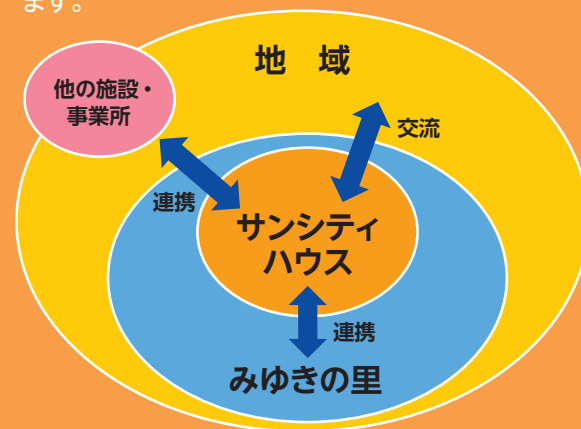 ます。
地　域
他の施設・
事業所
交流
連携
サンシティ
ハウス
連携
みゆきの里